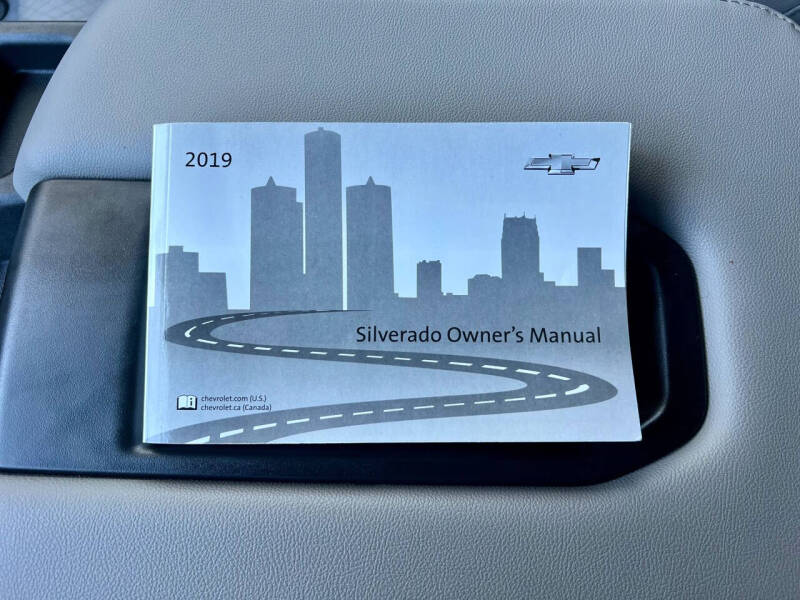 2019
Silverado Owner's Manual
chevrolet.com (U.S.)
chevrolet.ca (Canada)